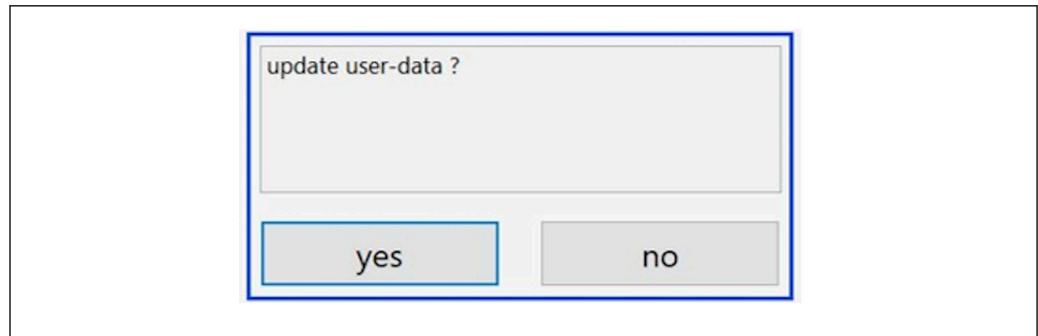 update user-data ?
yes
no